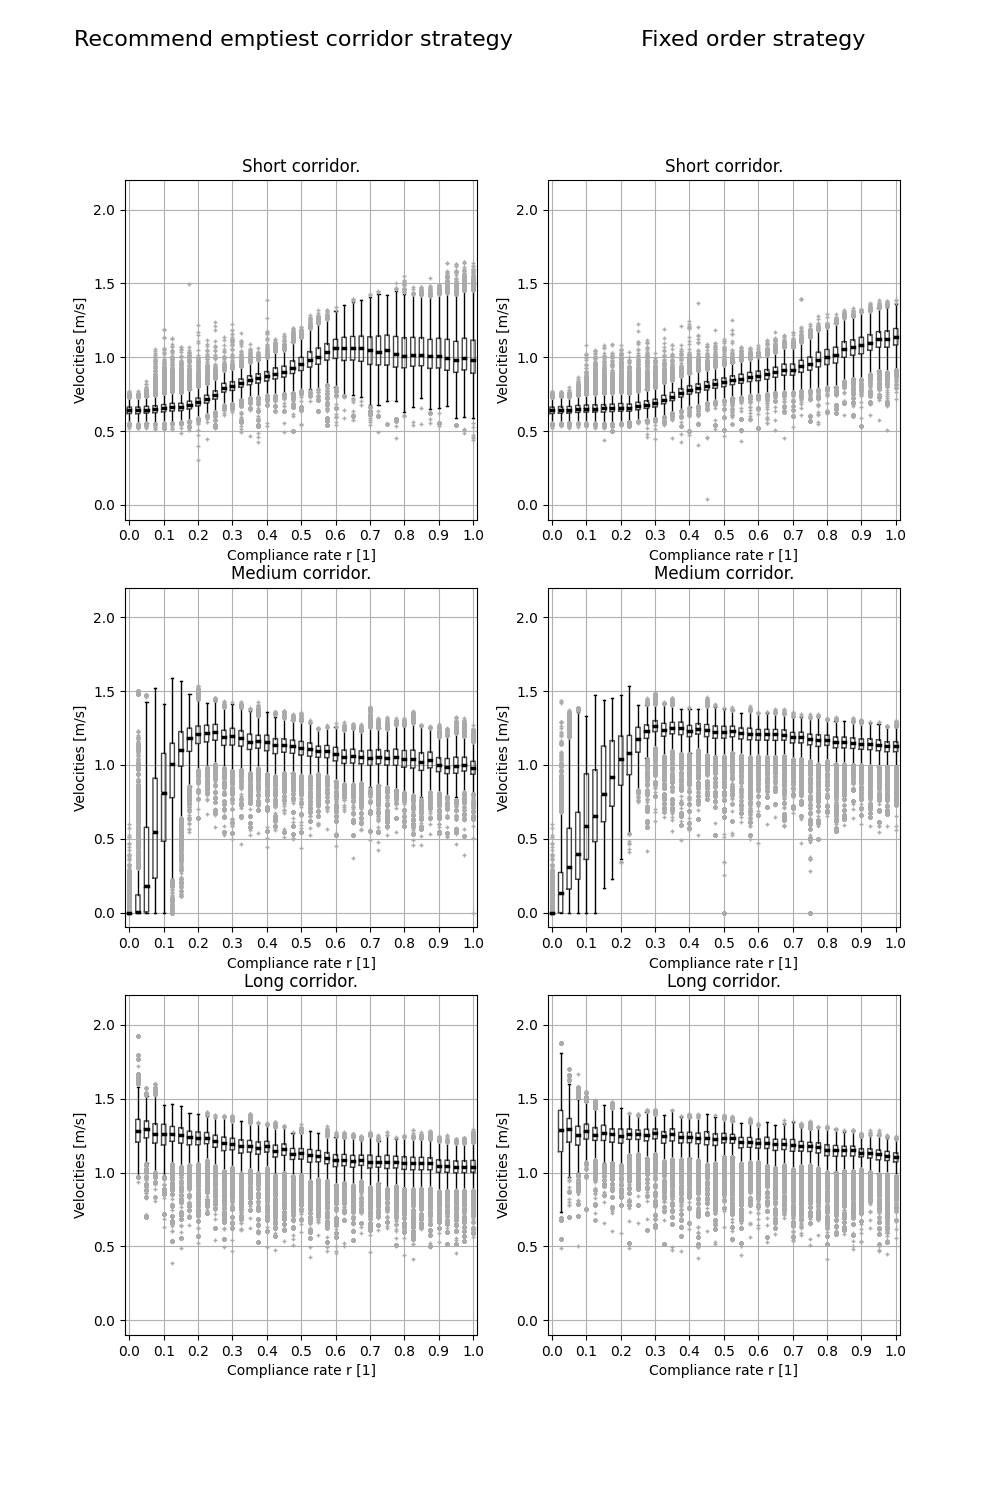 Recommend emptiest corridor strategy Fixed order strategy
Short corridor. Short corridor.
2.0 2.0
1.5 1.5
1.0 1.0
0.5 0.5
0.0 0.0
Velocities [m/s] Velocities [m/s]
0.0 0.1 0.2 0.3 0.4 0.5 0.6 0.7 0.8 0.9 1.0 0.0 0.1 0.2 0.3 0.4 0.5 0.6 0.7 0.8 0.9 1.0
Compliance rate r [1] Compliance rate r [1]
Medium corridor. Medium corridor.
2.0 2.0
1.5 1.5
1.0 1.0
0.5 0.5
0.0 0.0
Velocities [m/s] Velocities [m/s]
0.0 0.1 0.2 0.3 0.4 0.5 0.6 0.7 0.8 0.9 1.0 0.0 0.1 0.2 0.3 0.4 0.5 0.6 0.7 0.8 0.9 1.0
Compliance rate r [1] Compliance rate r [1]
Long corridor. Long corridor.
2.0 2.0
1.5 1.5
1.0 1.0
0.5 0.5
0.0 0.0
Velocities [m/s] Velocities [m/s]
0.0 0.1 0.2 0.3 0.4 0.5 0.6 0.7 0.8 0.9 1.0 0.0 0.1 0.2 0.3 0.4 0.5 0.6 0.7 0.8 0.9 1.0
Compliance rate r [1] Compliance rate r [1]